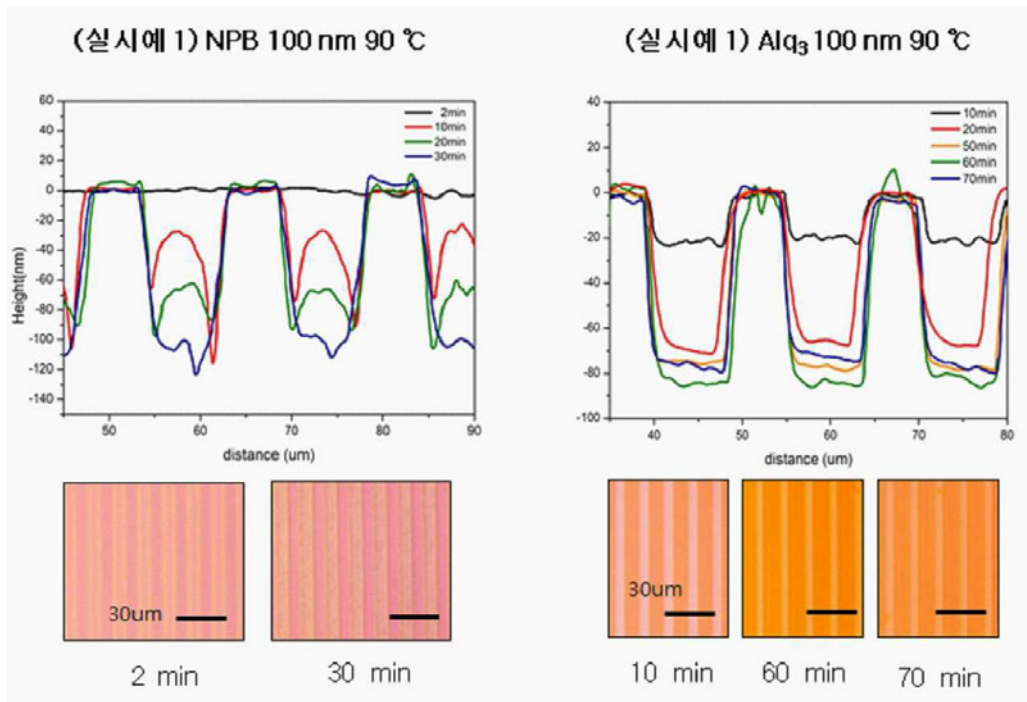 (실시예 1) NPB 100 nm 90 ℃
60
40
20
0
-20
-40
-60
-80
-100
-120
-140
Height(nm)
2min
10min
20min
30min
50
60
70
80
90
distance (um)
30um
2 min
30 min
(실시예 1) Alq₃ 100 nm 90 ℃
40
20
0
-20
-40
-60
-80
-100
10min
20min
50min
60min
70min
40
50
60
70
80
distance (um)
30um
10 min
60 min
70 min